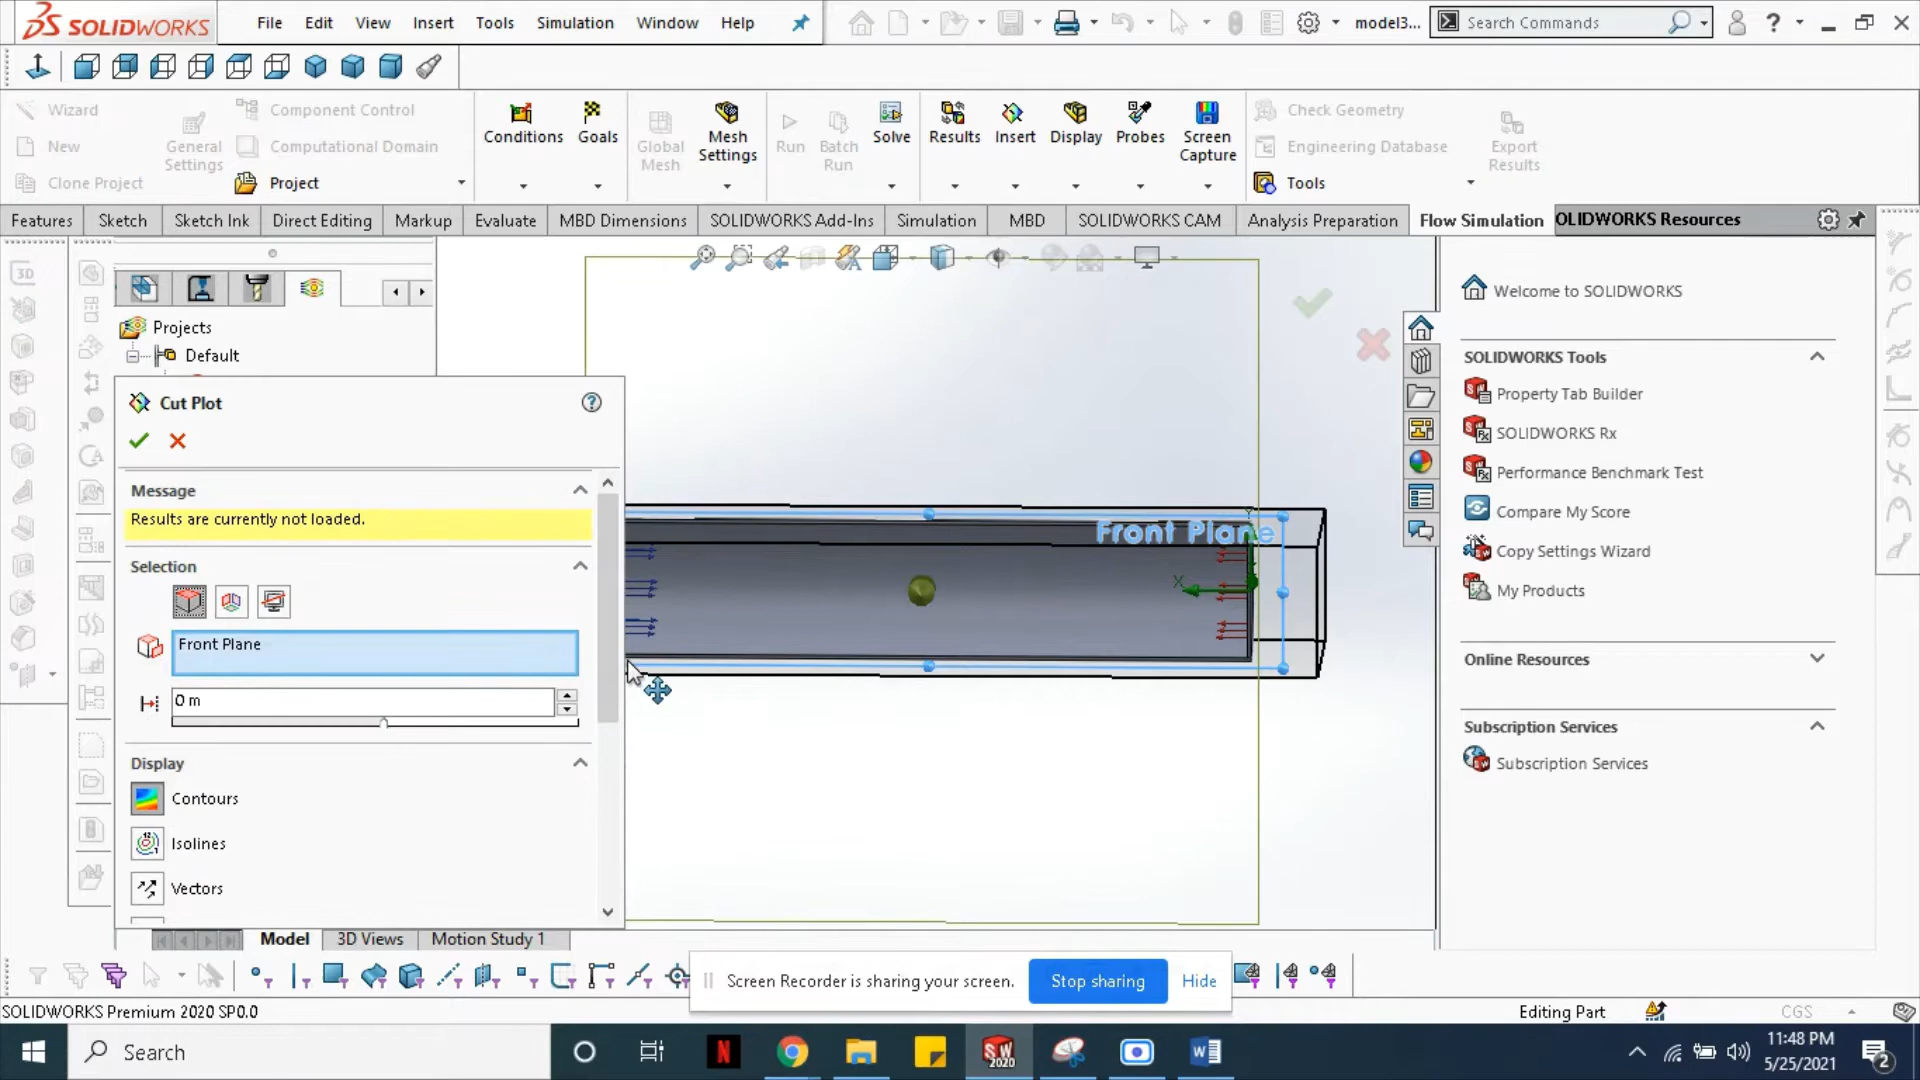 SOLIDWORKS
File Edit View Insert Tools Simulation Window Help
model3...
Search Commands
Wizard
New
Clone Project
General Settings
Component Control
Computational Domain
Project
Conditions
Goals
Global Mesh
Mesh Settings
Run
Batch Run
Solve
Results
Insert
Display
Probes
Screen Capture
Check Geometry
Engineering Database
Tools
Export Results
Features Sketch Sketch Ink Direct Editing Markup Evaluate MBD Dimensions SOLIDWORKS Add-Ins Simulation MBD SOLIDWORKS CAM Analysis Preparation Flow Simulation
OLIDWORKS Resources
Projects
Default
Cut Plot
Message
Results are currently not loaded.
Selection
Front Plane
0 m
Display
Contours
Isolines
Vectors
Front Plane
X
Y
Welcome to SOLIDWORKS
SOLIDWORKS Tools
Property Tab Builder
SOLIDWORKS Rx
Performance Benchmark Test
Compare My Score
Copy Settings Wizard
My Products
Online Resources
Subscription Services
Subscription Services
Model 3D Views Motion Study 1
Screen Recorder is sharing your screen.
Stop sharing
Hide
SOLIDWORKS Premium 2020 SP0.0
Editing Part
CGS
Search
11:48 PM
5/25/2021
2